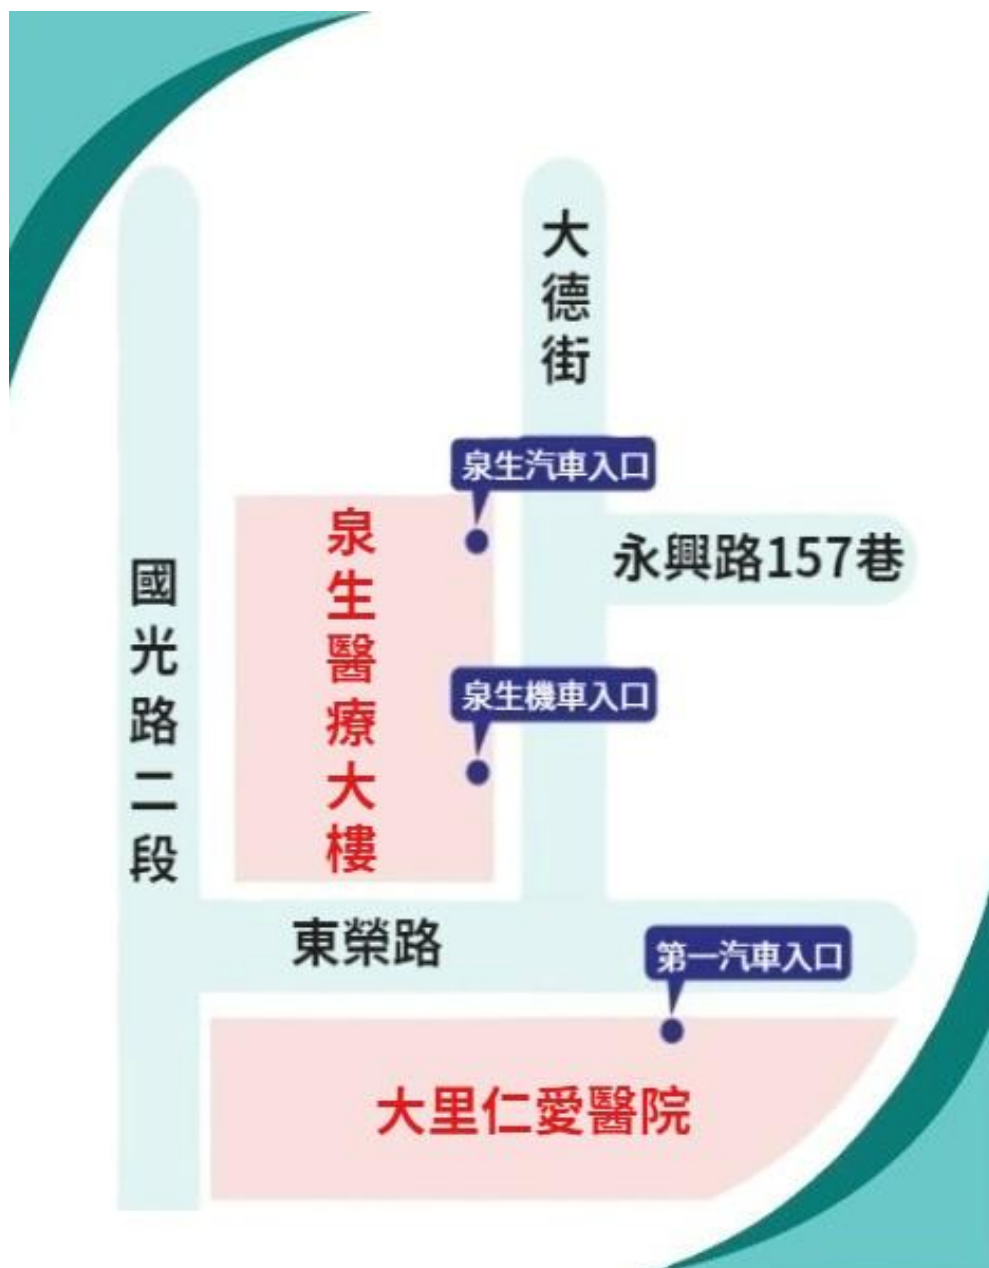 大德街
泉生汽車入口
泉生醫療大樓
永興路157巷
國光路二段
泉生機車入口
東榮路
第一汽車入口
大里仁愛醫院